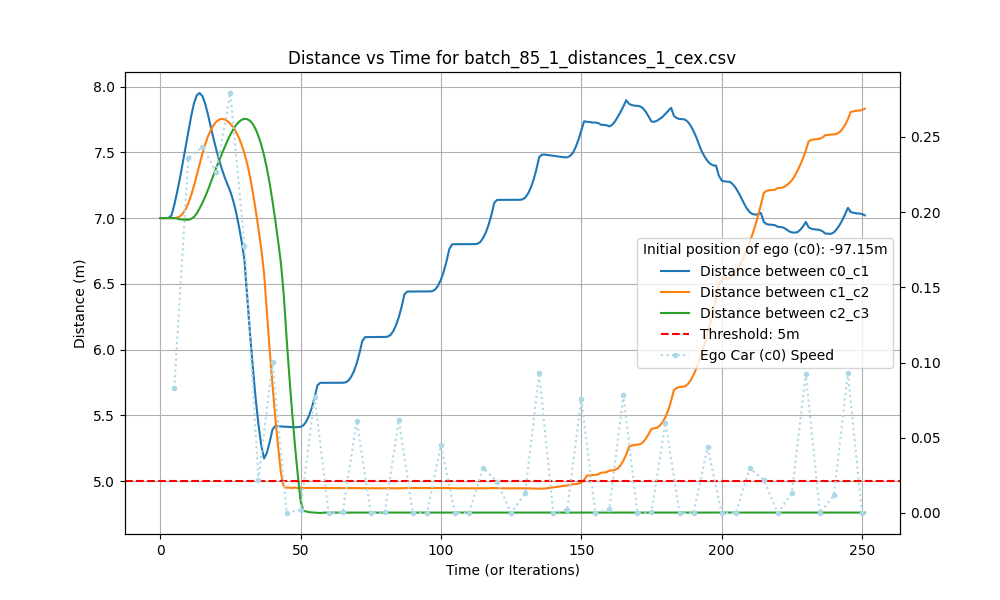 Distance vs Time for batch_85_1_distances_1_cex.csv
8.0
7.5
7.0
6.5
6.0
5.5
5.0
Distance (m)
0.25
0.20
0.15
0.10
0.05
0.00
Initial position of ego (c0): -97.15m
Distance between c0_c1
Distance between c1_c2
Distance between c2_c3
Threshold: 5m
Ego Car (c0) Speed
0 50 100 150 200 250
Time (or Iterations)